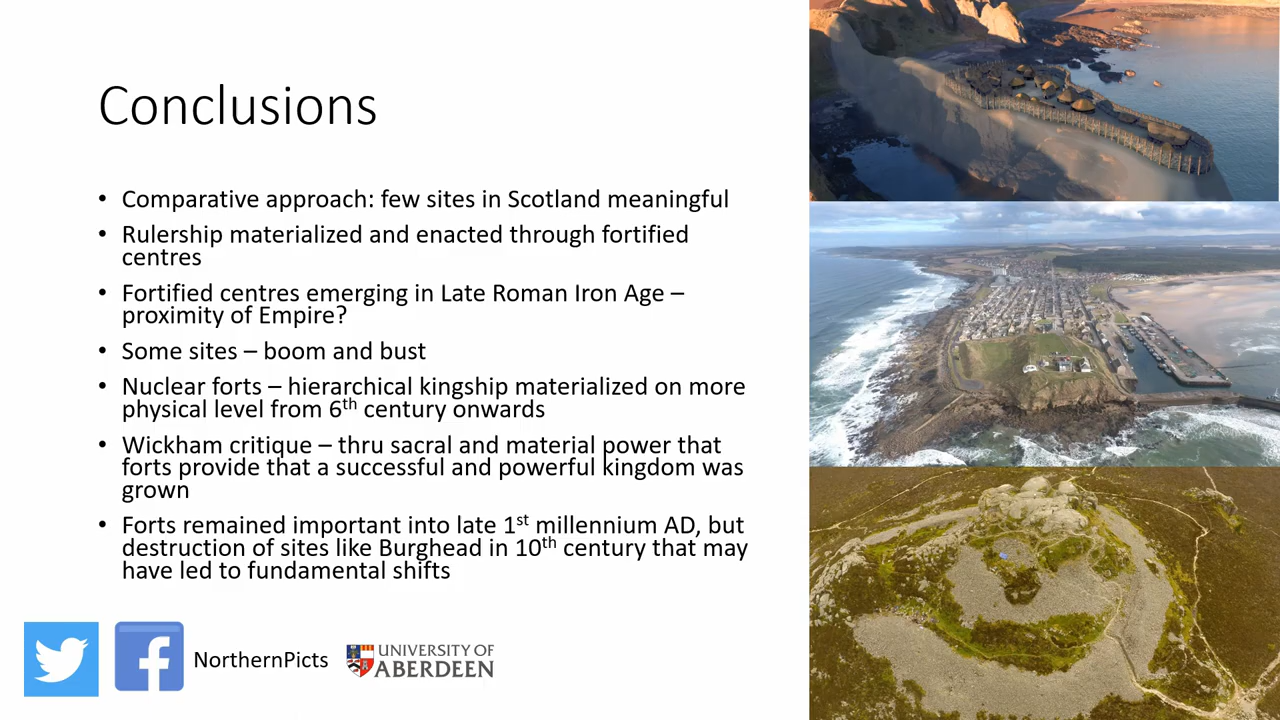 Conclusions
• Comparative approach: few sites in Scotland meaningful
• Rulership materialized and enacted through fortified
centres
• Fortified centres emerging in Late Roman Iron Age –
proximity of Empire?
• Some sites – boom and bust
• Nuclear forts – hierarchical kingship materialized on more
physical level from 6th century onwards
• Wickham critique – thru sacral and material power that
forts provide that a successful and powerful kingdom was
grown
• Forts remained important into late 1st millennium AD, but
destruction of sites like Burghead in 10th century that may
have led to fundamental shifts
NorthernPicts
UNIVERSITY OF
ABERDEEN